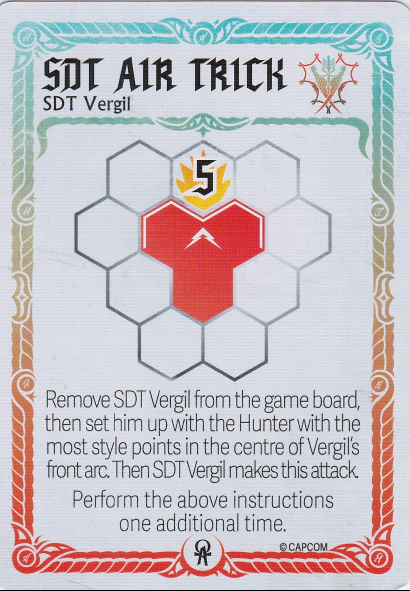 SDT AIR TRICK
SDT Vergil
5
Remove SDT Vergil from the game board,
then set him up with the Hunter with the
most style points in the centre of Vergil's
front arc. Then SDT Vergil makes this attack.
Perform the above instructions
one additional time.
©CAPCOM